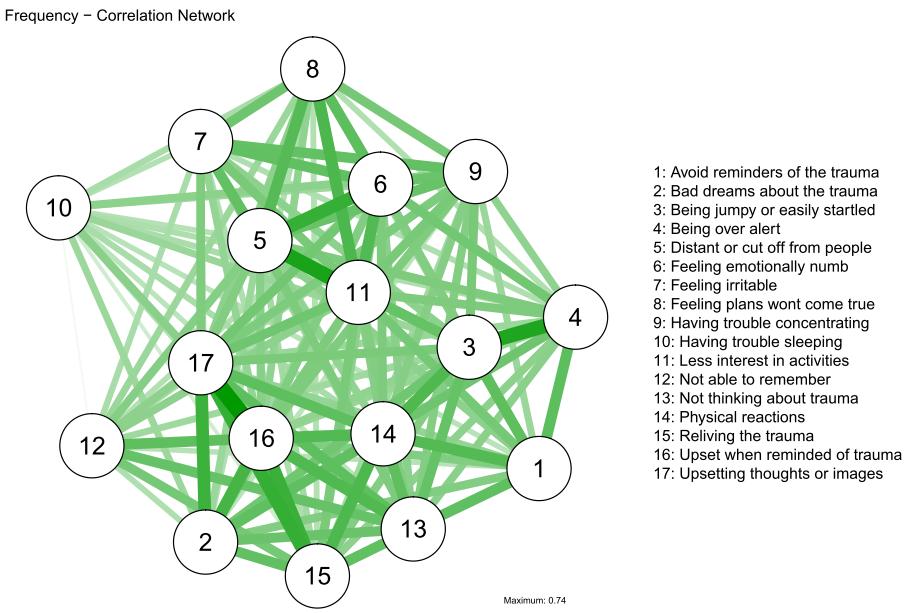 Frequency − Correlation Network
8
7
6
9
10
5
11
4
3
17
14
16
12
1
13
2
15
1: Avoid reminders of the trauma
2: Bad dreams about the trauma
3: Being jumpy or easily startled
4: Being over alert
5: Distant or cut off from people
6: Feeling emotionally numb
7: Feeling irritable
8: Feeling plans wont come true
9: Having trouble concentrating
10: Having trouble sleeping
11: Less interest in activities
12: Not able to remember
13: Not thinking about trauma
14: Physical reactions
15: Reliving the trauma
16: Upset when reminded of trauma
17: Upsetting thoughts or images
Maximum: 0.74